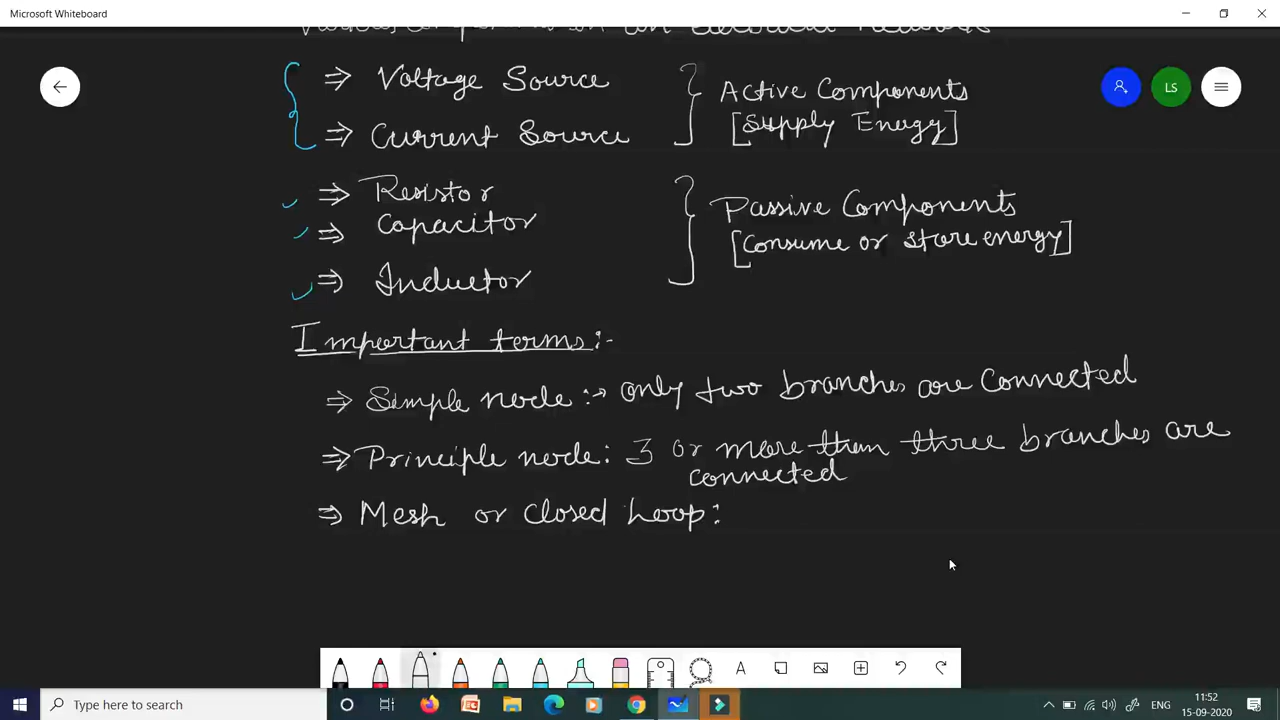 Microsoft Whiteboard
⇒ Voltage Source
⇒ Current Source
Active Components
[Supply Energy]
⇒ Resistor
⇒ Capacitor
⇒ Inductor
Passive Components
[Consume or store energy]
Important terms:-
⇒ Simple node :→ only two branches are connected
⇒ Principle node: 3 or more than three branches are
connected
⇒ Mesh or closed Loop:
LS
A
Type here to search
ENG
11:52
15-09-2020